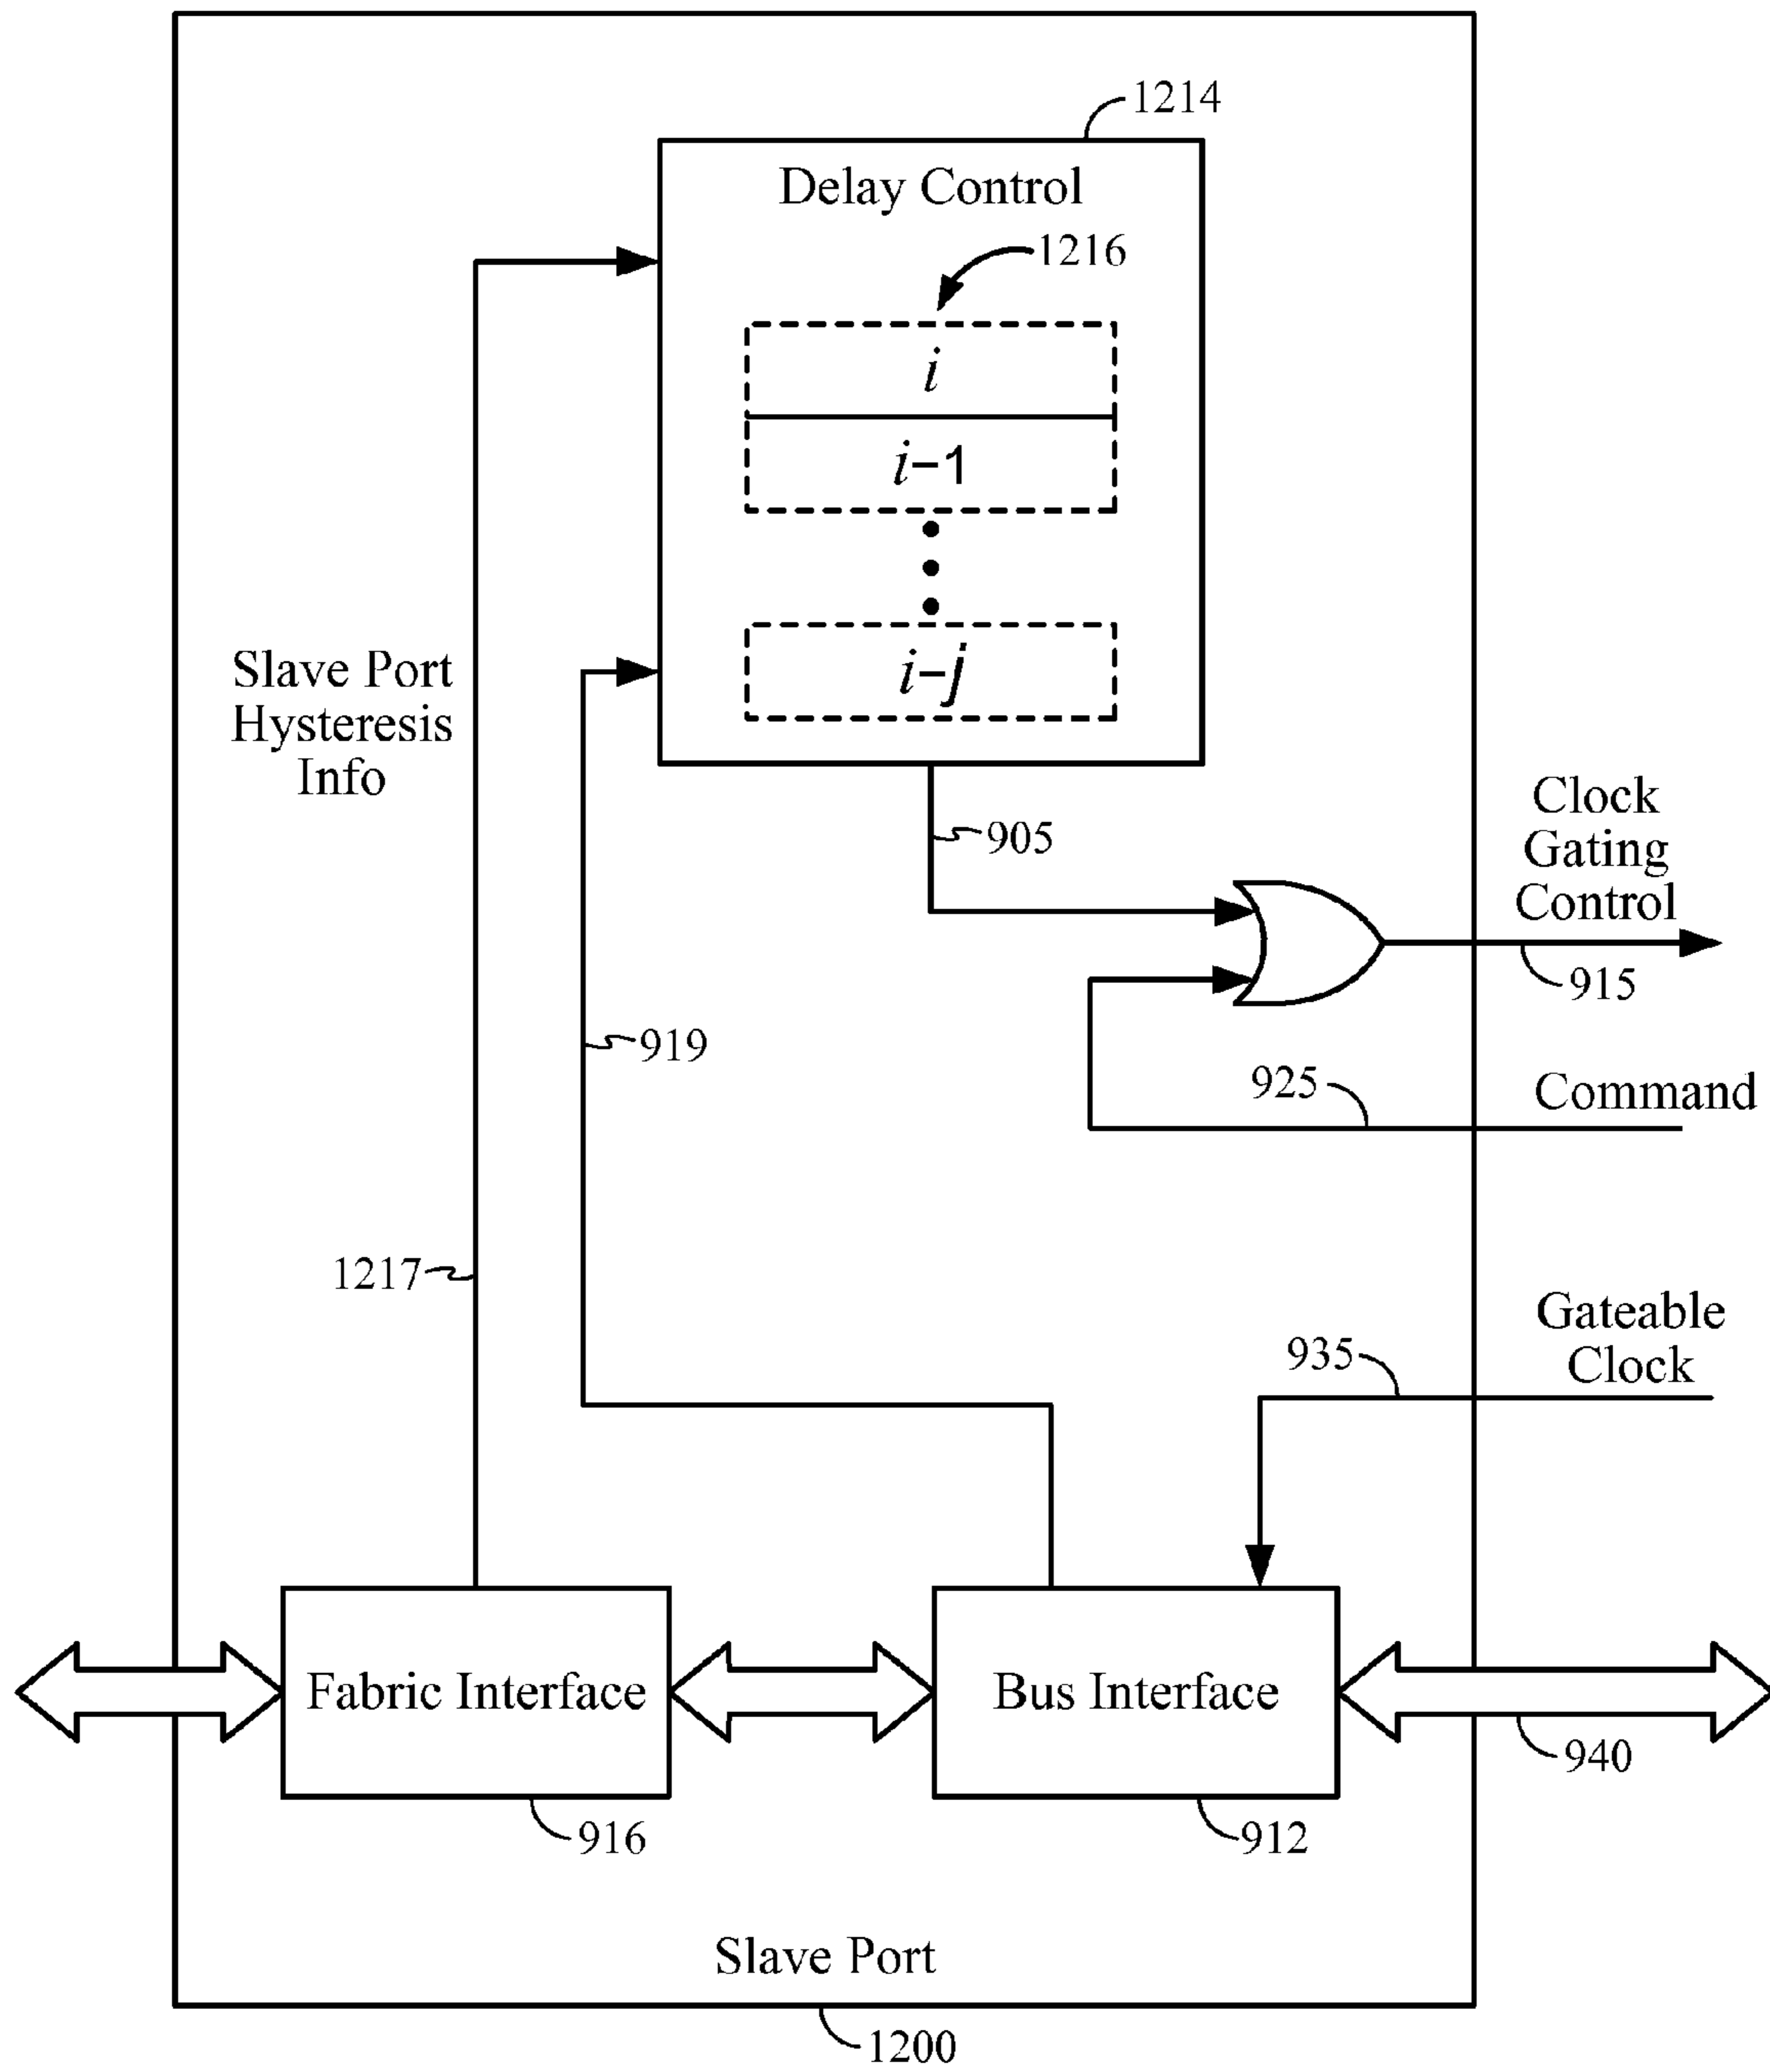 1214
Delay Control
1216
i
i–1
i–j
Slave Port
Hysteresis
Info
905
Clock
Gating
Control
915
919
925
Command
1217
Gateable
Clock
935
Fabric Interface
Bus Interface
940
916
912
Slave Port
1200